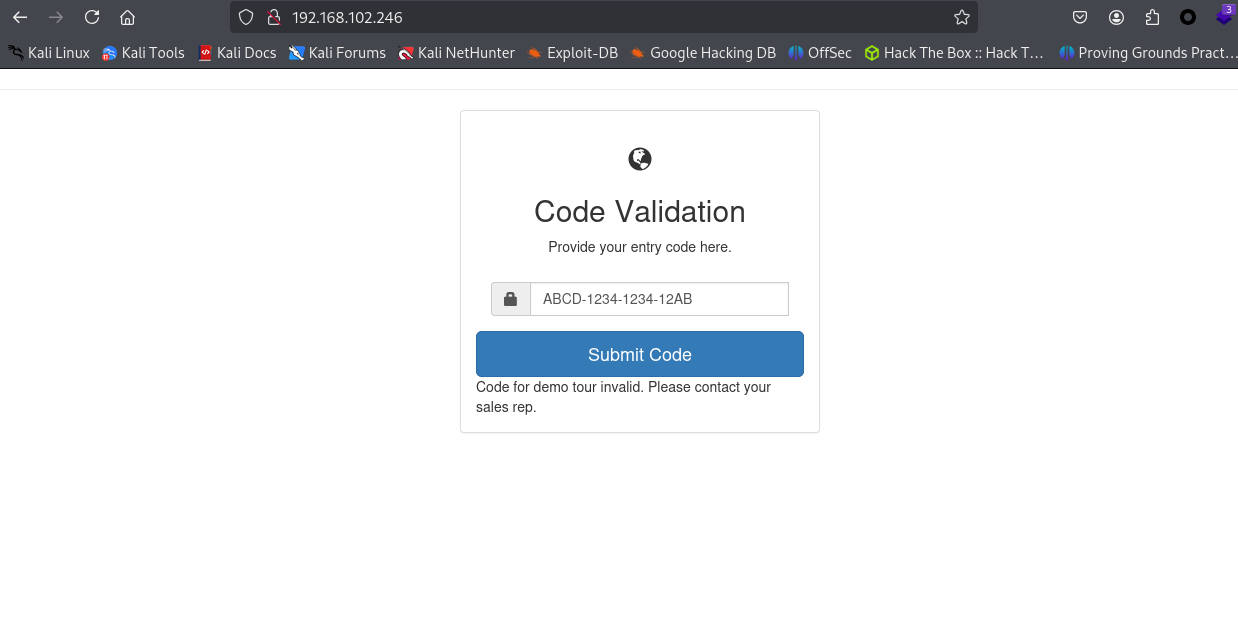 192.168.102.246
3
Kali Linux Kali Tools Kali Docs Kali Forums Kali NetHunter Exploit-DB Google Hacking DB OffSec Hack The Box :: Hack T… Proving Grounds Pract…
Code Validation
Provide your entry code here.
ABCD-1234-1234-12AB
Submit Code
Code for demo tour invalid. Please contact your
sales rep.